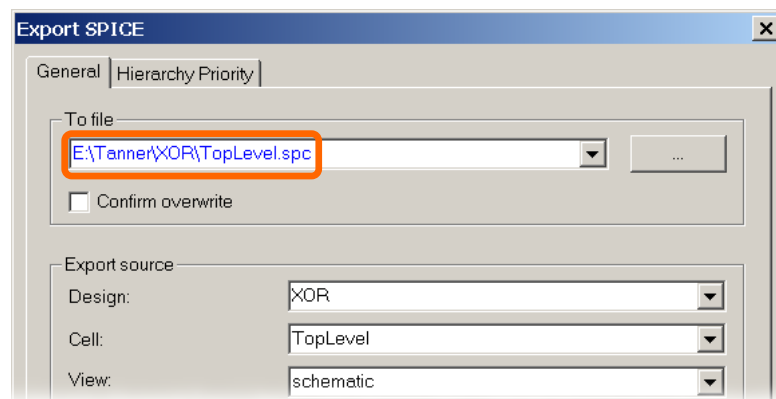 Export SPICE
General Hierarchy Priority
To file
E:\Tanner\XOR\TopLevel.spc
...
Confirm overwrite
Export source
Design: XOR
Cell: TopLevel
View: schematic